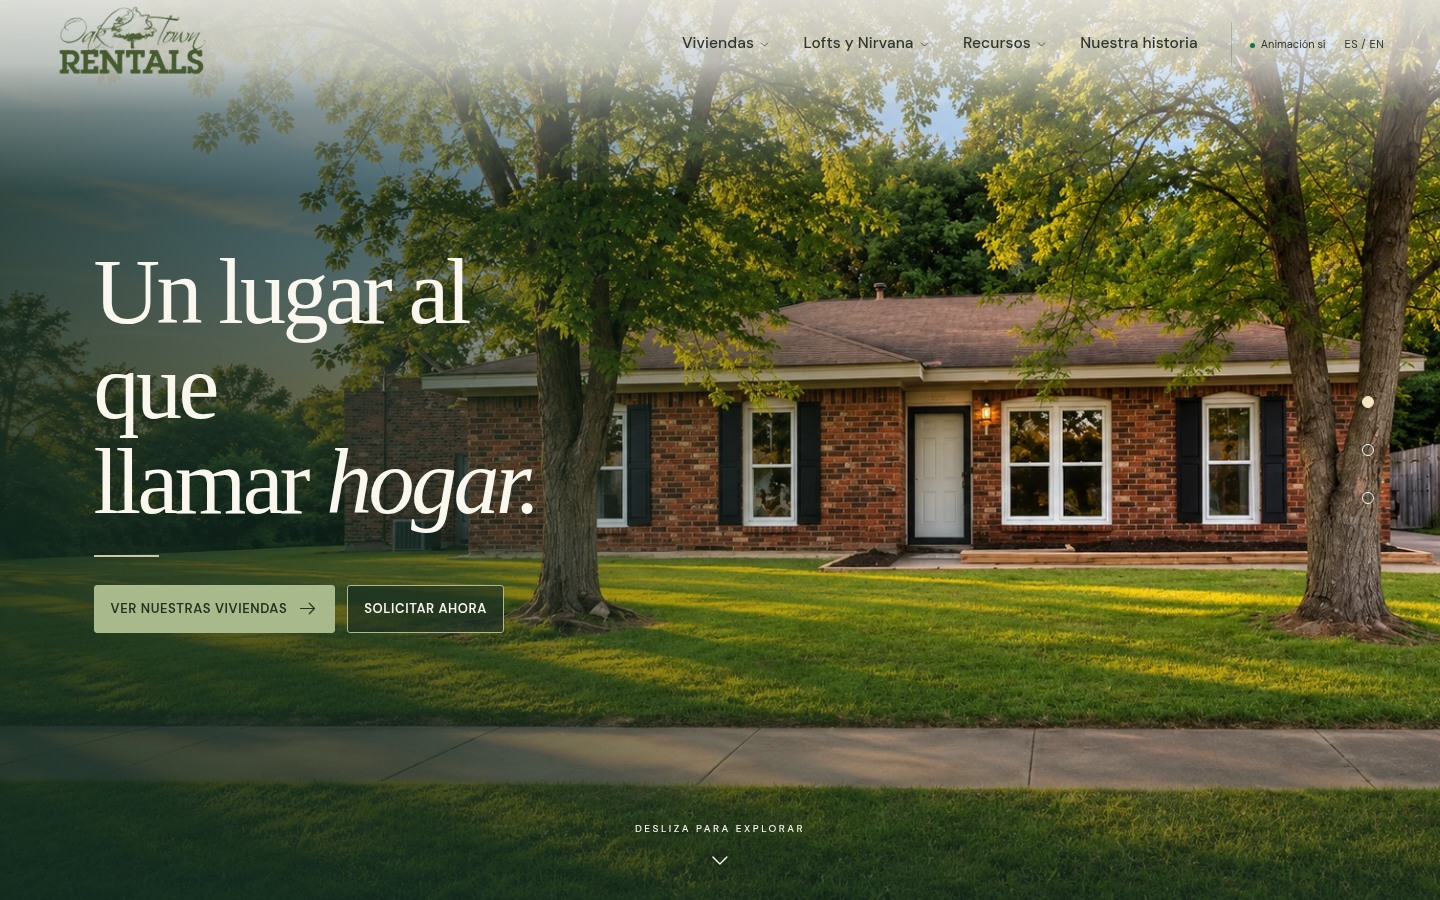 Oak Town
RENTALS
Viviendas
Lofts y Nirvana
Recursos
Nuestra historia
Animación sí
ES / EN
Un lugar al
que
llamar hogar.
VER NUESTRAS VIVIENDAS
SOLICITAR AHORA
DESLIZA PARA EXPLORAR